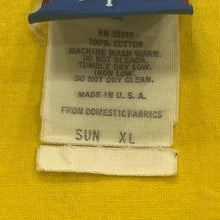 RN 52319
100% COTTON
MACHINE WASH WARM.
DO NOT BLEACH.
TUMBLE DRY LOW.
IRON LOW.
DO NOT DRY CLEAN.
MADE IN U.S.A.
FROM DOMESTIC FABRICS
SUN XL